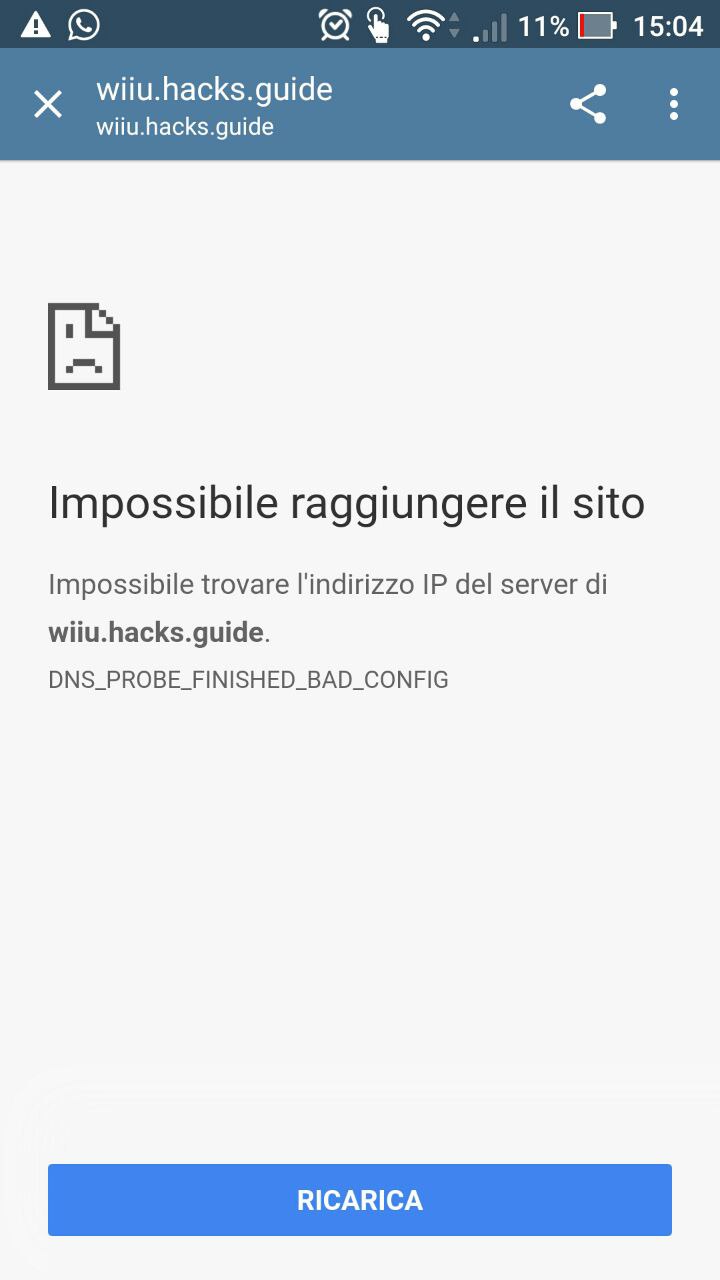 11% 15:04
wiiu.hacks.guide
wiiu.hacks.guide
Impossibile raggiungere il sito
Impossibile trovare l'indirizzo IP del server di
wiiu.hacks.guide.
DNS_PROBE_FINISHED_BAD_CONFIG
RICARICA